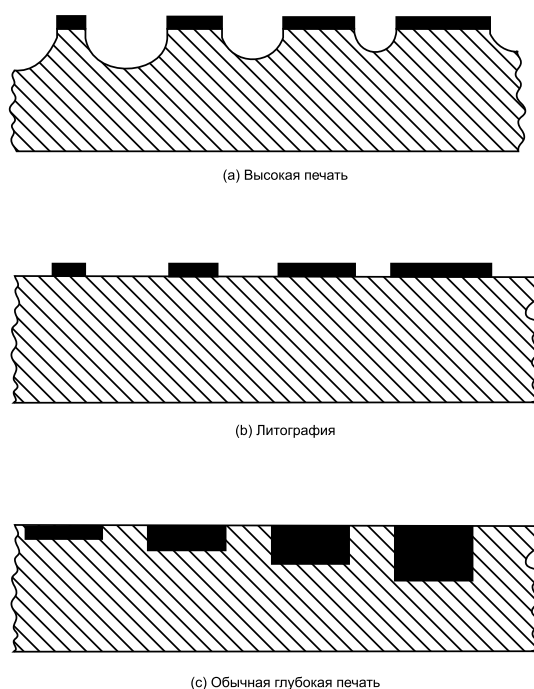 (a) Высокая печать
(b) Литография
(c) Обычная глубокая печать